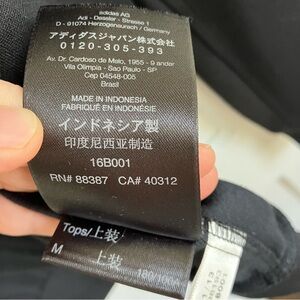 adidas AG
Adi - Dassler - Strasse 1
D - 91074 Herzogenaurach / Germany
アディダスジャパン株式会社
0120-305-393
Av. Dr. Cardoso de Melo, 1955 - 9 andar
Vila Olimpia - Sao Paulo - SP
Cep 04548-005
Brasil
MADE IN INDONESIA
FABRIQUÉ EN INDONÉSIE
インドネシア製
印度尼西亚制造
16B001
RN# 88387 CA# 40312
Tops/上装/
M 上装